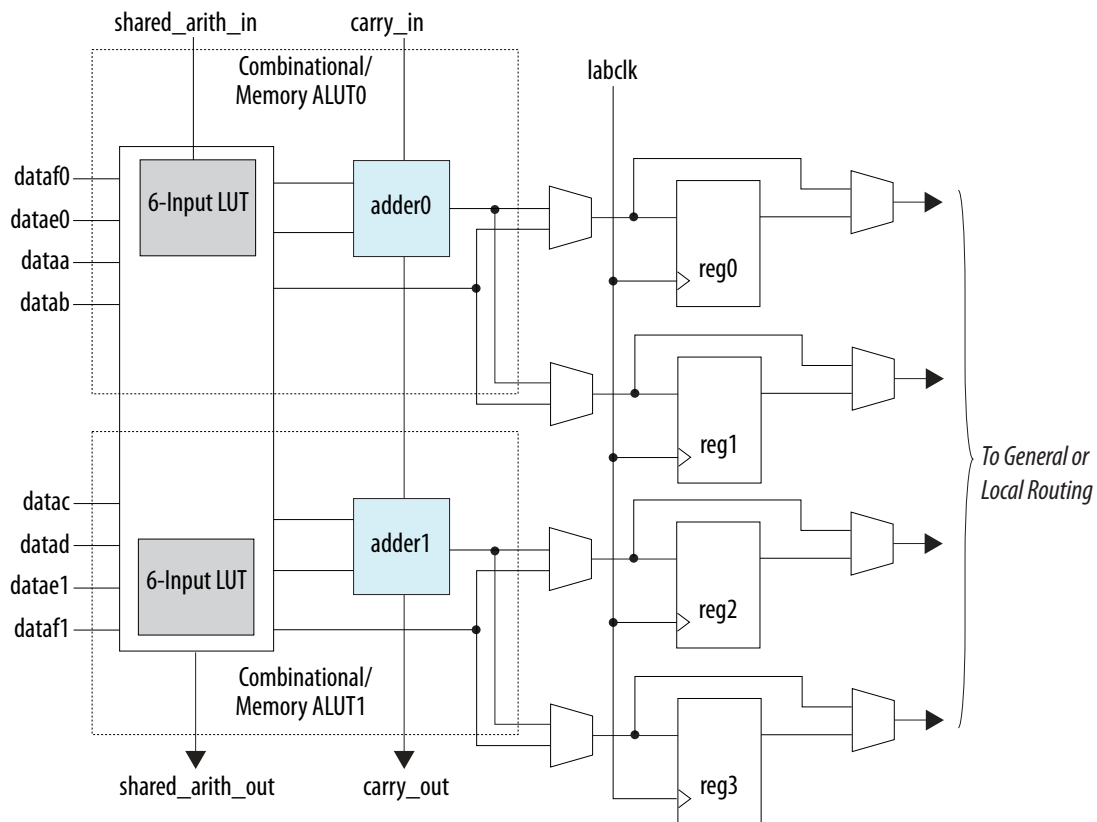 shared_arith_in
carry_in
Combinational/
Memory ALUT0
labclk
dataf0
datae0
dataa
datab
6-Input LUT
adder0
reg0
reg1
datac
datad
datae1
dataf1
6-Input LUT
adder1
reg2
reg3
To General or
Local Routing
Combinational/
Memory ALUT1
shared_arith_out
carry_out